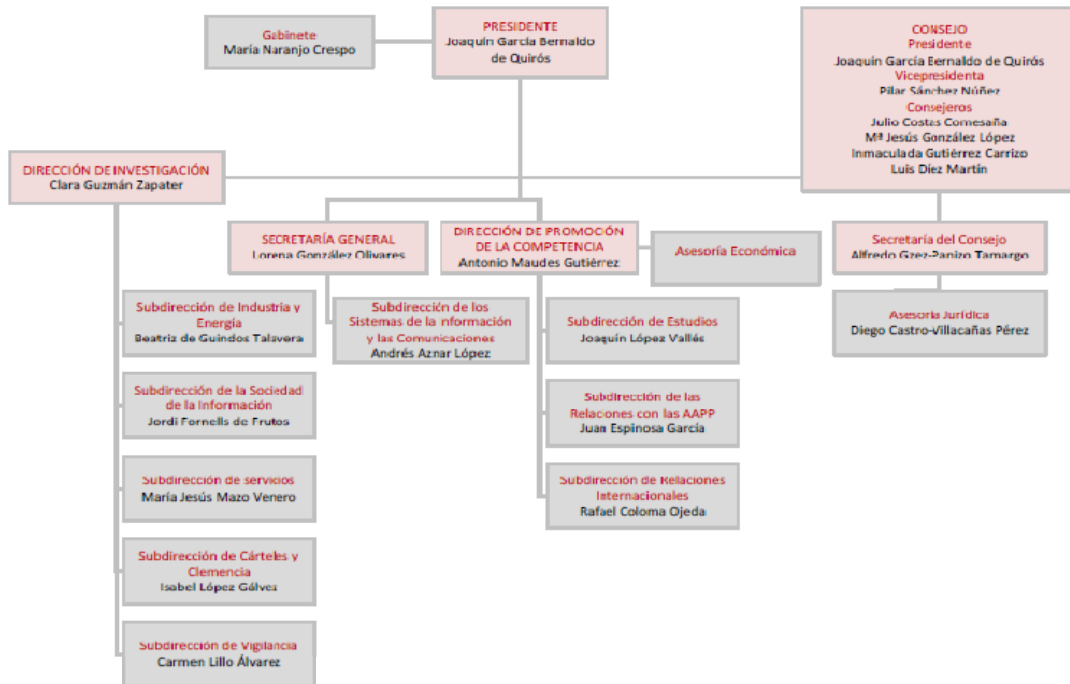 Gabinete
María Naranjo Crespo
PRESIDENTE
Joaquín García Bernaldo
de Quirós
CONSEJO
Presidente
Joaquín García Bernaldo de Quirós
Vicepresidenta
Pilar Sánchez Núñez
Consejeros
Julio Costas Comesaña
Mª Jesús González López
Inmaculada Gutiérrez Carrizo
Luis Díez Martín
DIRECCIÓN DE INVESTIGACIÓN
Clara Guzmán Zapater
SECRETARÍA GENERAL
Lorena González Olivares
DIRECCIÓN DE PROMOCIÓN
DE LA COMPETENCIA
Antonio Maudes Gutiérrez
Asesoría Económica
Secretaría del Consejo
Alfredo Gzez-Panizo Tamargo
Subdirección de Industria y
Energía
Beatriz de Guindos Talavera
Subdirección de los
Sistemas de la Información
y las Comunicaciones
Andrés Aznar López
Subdirección de Estudios
Joaquín López Vallés
Asesoría Jurídica
Diego Castro-Villacañas Pérez
Subdirección de la Sociedad
de la Información
Jordi Fornells de Frutos
Subdirección de las
Relaciones con las AAPP
Juan Espinosa García
Subdirección de servicios
María Jesús Mazo Venero
Subdirección de Relaciones
Internacionales
Rafael Coloma Ojeda
Subdirección de Cárteles y
Clemencia
Isabel López Gálvez
Subdirección de Vigilancia
Carmen Lillo Álvarez